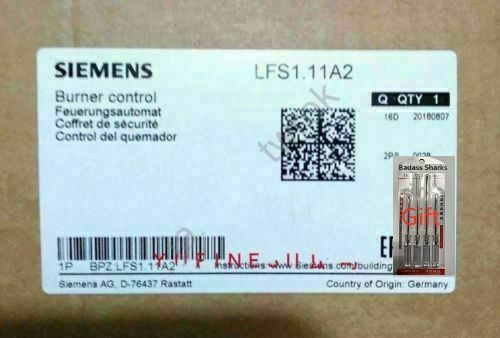 SIEMENS
LFS1.11A2
Burner control
Feuerungsautomat
Coffret de sécurité
Control del quemador
Q QTY 1
16D 20180807
Badass Sharks
Gift
1P BPZ:LFS1.11A2
Instructions: www.siemens.com/building
Siemens AG, D-76437 Rastatt
Country of Origin: Germany